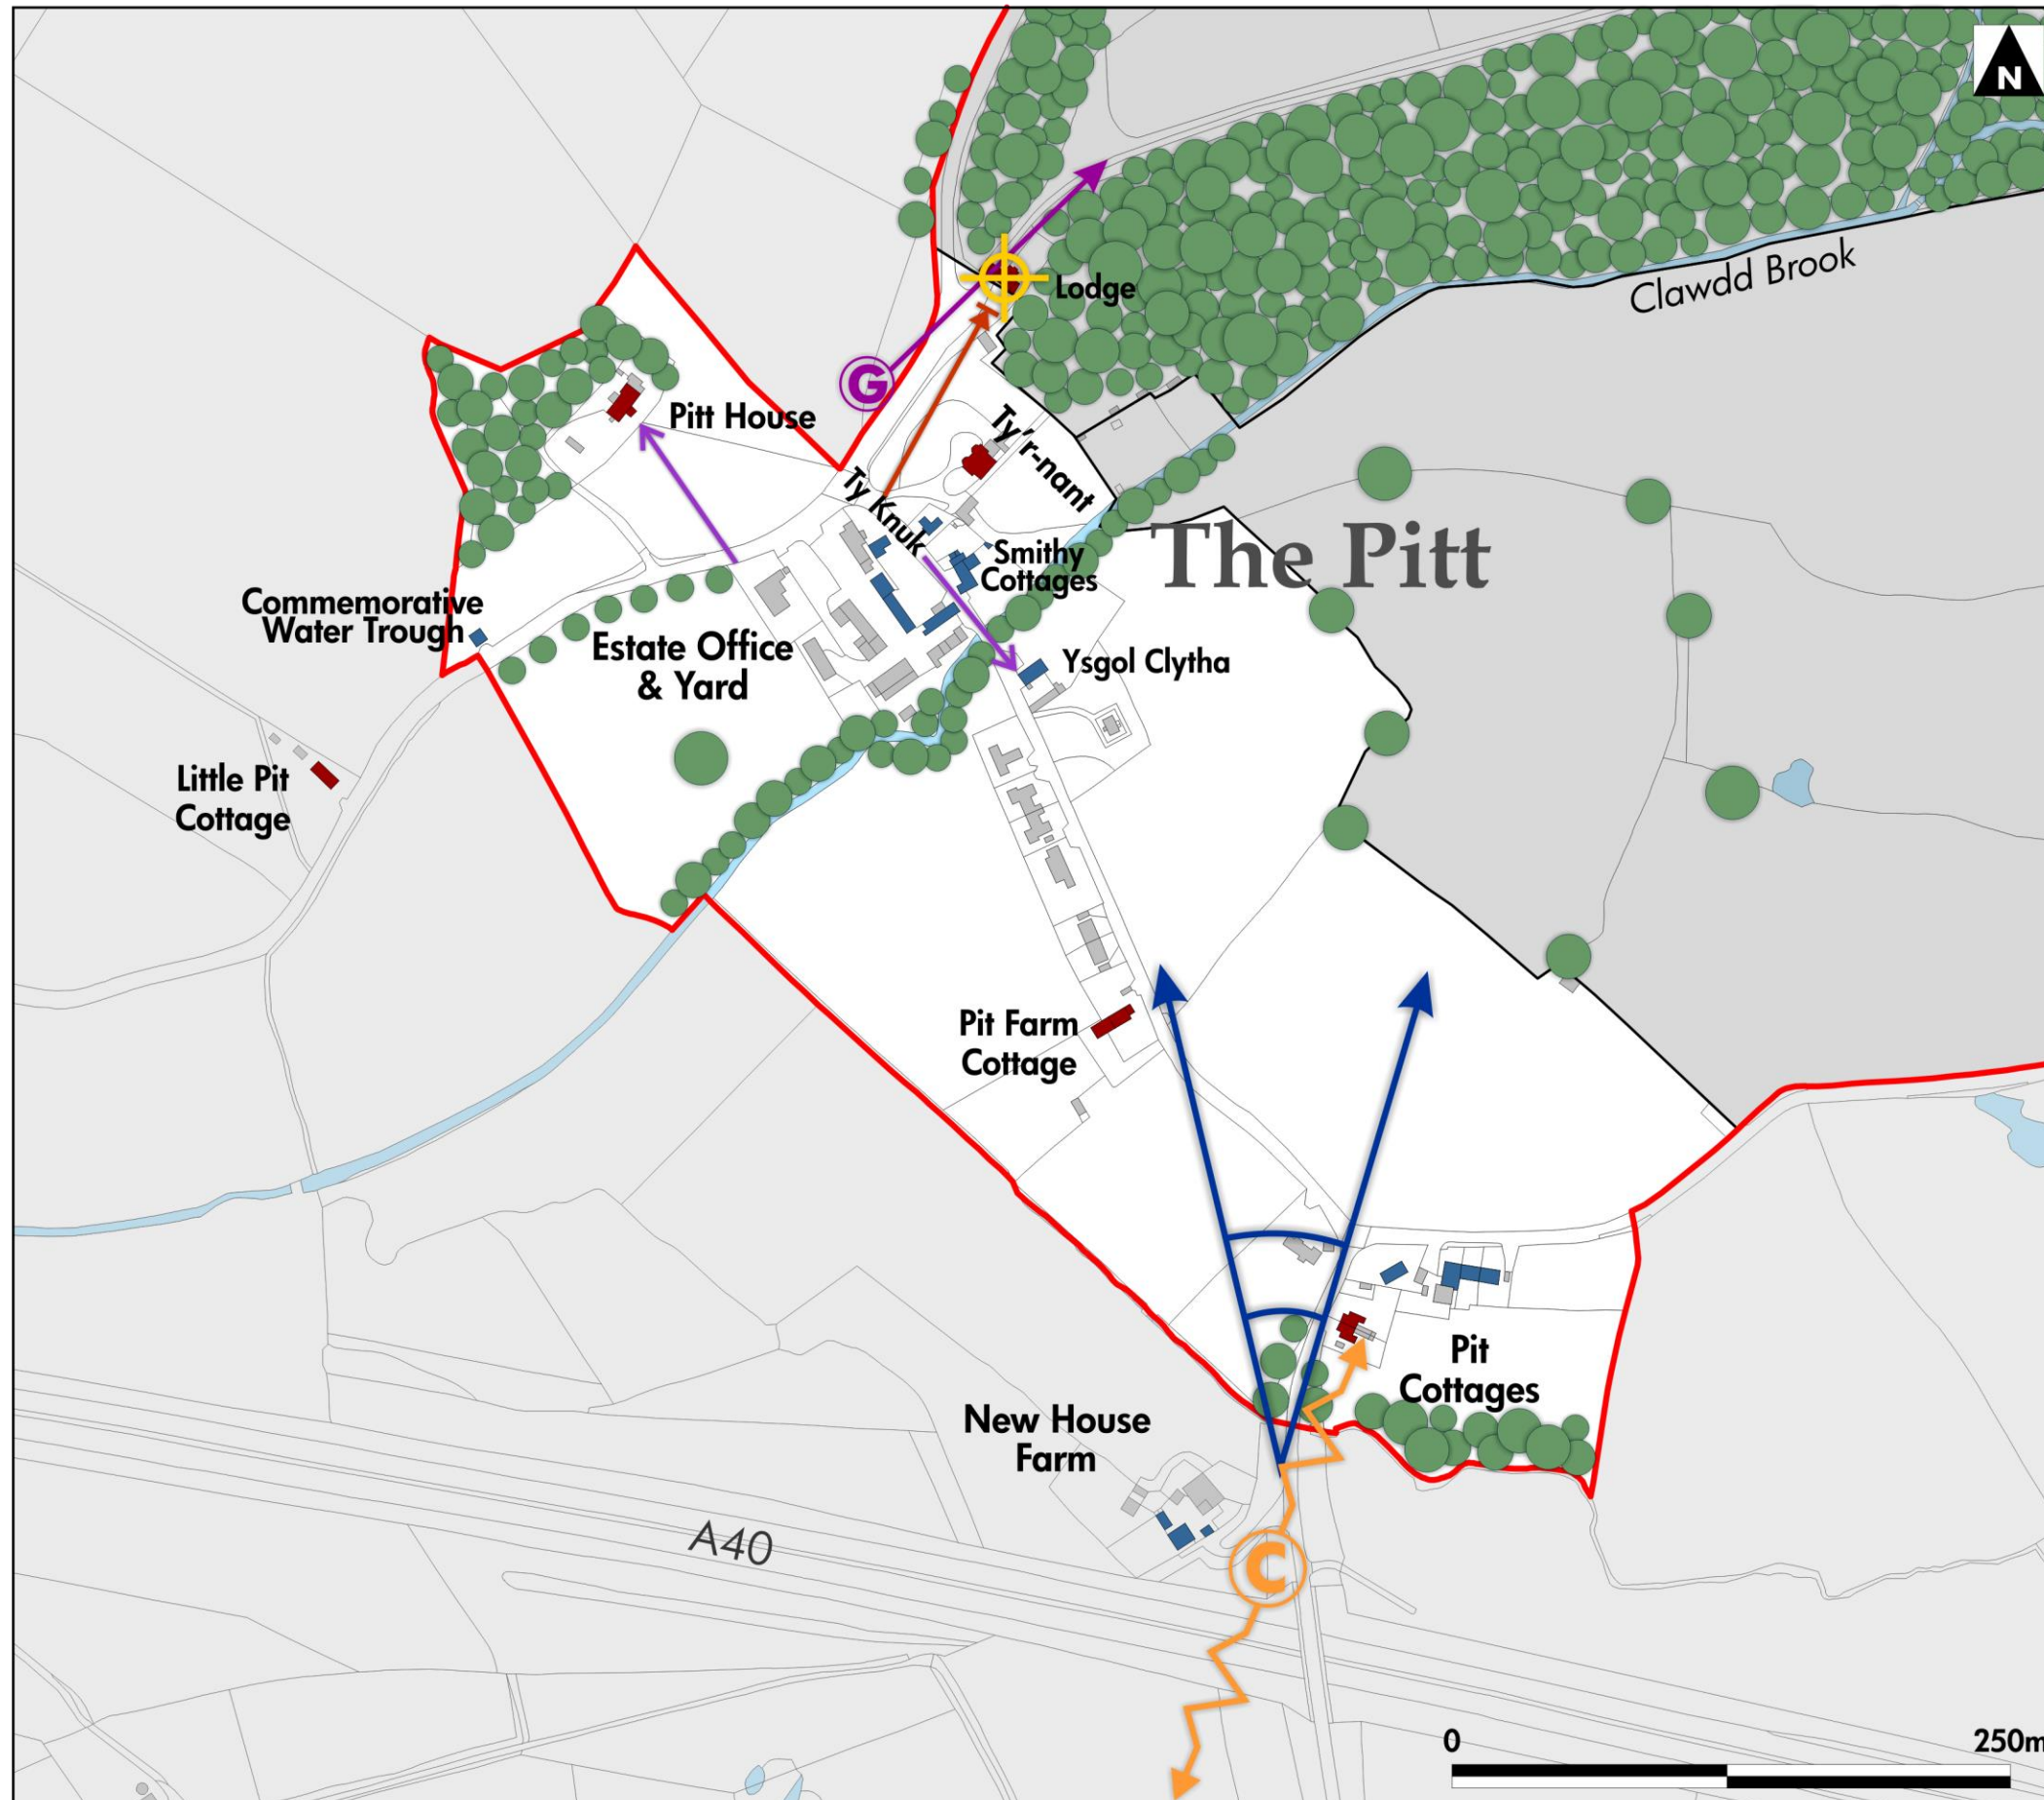 N
Clawdd Brook
Lodge
G
Pitt House
Ty'r-nant
Ty Knuk
The Pitt
Smithy
Cottages
Commemorative
Water Trough
Estate Office
& Yard
Ysgol Clytha
Little Pit
Cottage
Pit Farm
Cottage
Pit
Cottages
New House
Farm
A40
C
0
250m